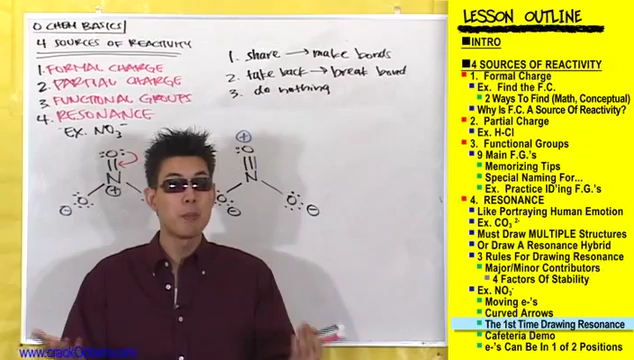 O CHEM BASICS
4 SOURCES OF REACTIVITY
1. FORMAL CHARGE
2. PARTIAL CHARGE
3. FUNCTIONAL GROUPS
4. RESONANCE
Ex. NO₃⁻
1. share → make bonds
2. take back → break bond
3. do nothing
:O:
N
⊕
:O:
⊖
⊕
:O:
N
:O:
⊖
:O:
⊖
www.crackOchem.com
LESSON OUTLINE
INTRO
4 SOURCES OF REACTIVITY
1. Formal Charge
Ex. Find the F.C.
2 Ways To Find (Math, Conceptual)
Why Is F.C. A Source Of Reactivity?
2. Partial Charge
Ex. H-Cl
3. Functional Groups
9 Main F.G.'s
Memorizing Tips
Special Naming For...
Ex. Practice ID'ing F.G.'s
4. RESONANCE
Like Portraying Human Emotion
Ex. CO₃ ²⁻
Must Draw MULTIPLE Structures
Or Draw A Resonance Hybrid
3 Rules For Drawing Resonance
Major/Minor Contributors
4 Factors Of Stability
Ex. NO₃⁻
Moving e-'s
Curved Arrows
The 1st Time Drawing Resonance
Cafeteria Demo
e-'s Can Be In 1 of 2 Positions